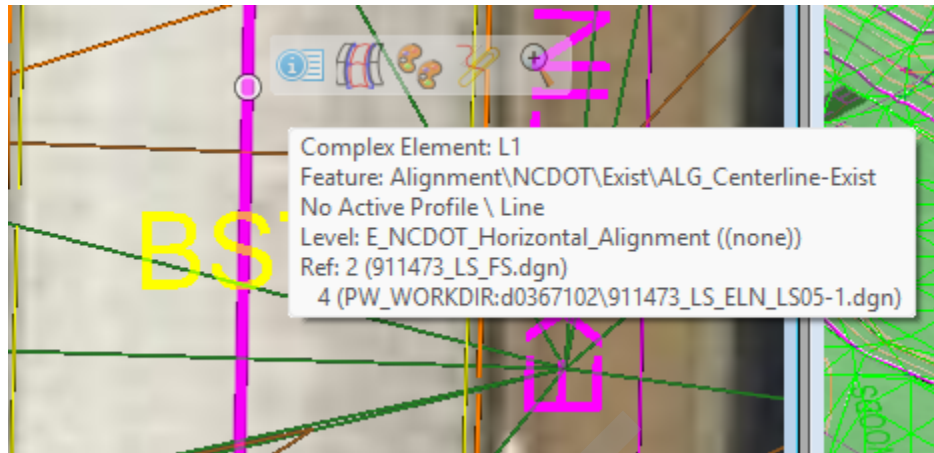 Complex Element: L1
Feature: Alignment\NCDOT\Exist\ALG_Centerline-Exist
No Active Profile \ Line
Level: E_NCDOT_Horizontal_Alignment ((none))
Ref: 2 (911473_LS_FS.dgn)
4 (PW_WORKDIR:d0367102\911473_LS_ELN_LS05-1.dgn)